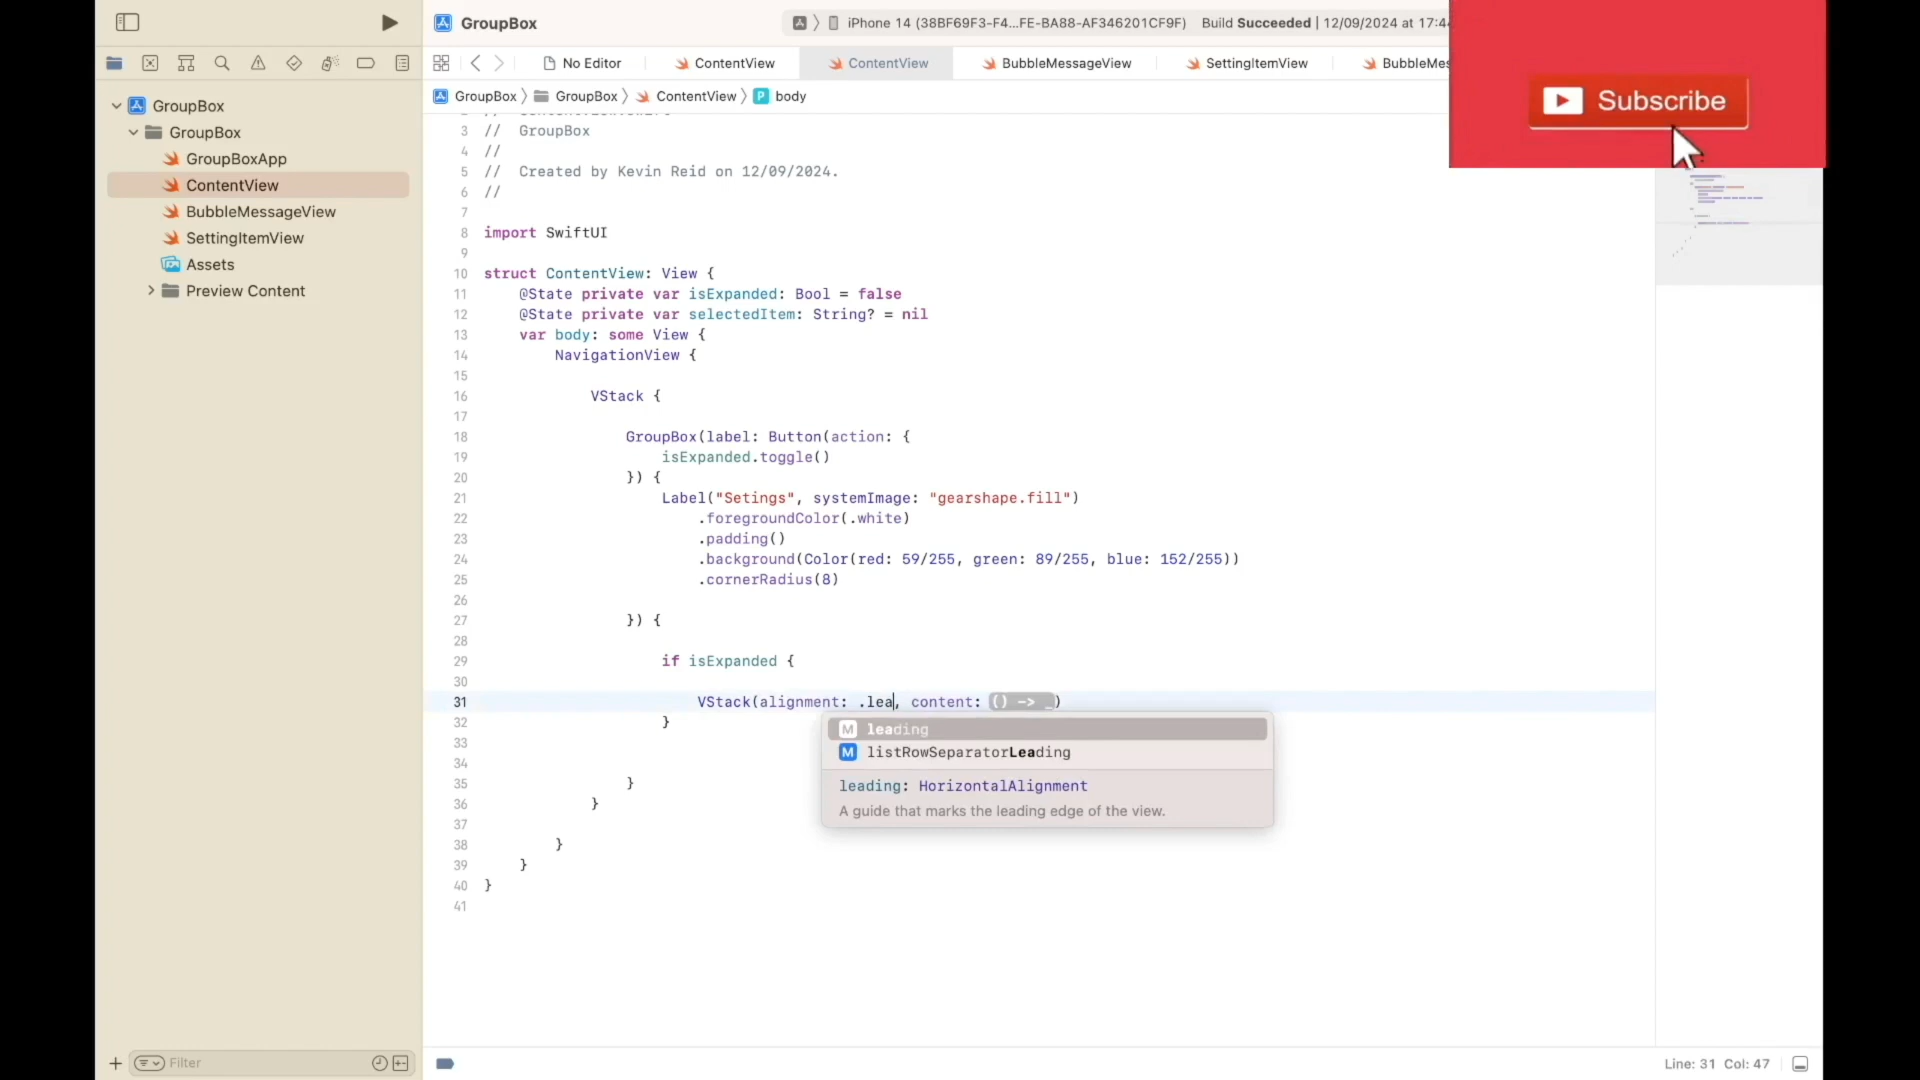 GroupBox
iPhone 14 (38BF69F3-F4...FE-BA88-AF346201CF9F) Build Succeeded | 12/09/2024 at 17:4
Subscribe
No Editor ContentView ContentView BubbleMessageView SettingItemView BubbleMes
GroupBox GroupBox ContentView P body
GroupBox
GroupBox
GroupBoxApp
ContentView
BubbleMessageView
SettingItemView
Assets
Preview Content
3 // GroupBox
4 //
5 // Created by Kevin Reid on 12/09/2024.
6 //
7
8 import SwiftUI
9
10 struct ContentView: View {
11 @State private var isExpanded: Bool = false
12 @State private var selectedItem: String? = nil
13 var body: some View {
14 NavigationView {
15
16 VStack {
17
18 GroupBox(label: Button(action: {
19 isExpanded.toggle()
20 }) {
21 Label("Setings", systemImage: "gearshape.fill")
22 .foregroundColor(.white)
23 .padding()
24 .background(Color(red: 59/255, green: 89/255, blue: 152/255))
25 .cornerRadius(8)
26
27 }) {
28
29 if isExpanded {
30
31 VStack(alignment: .lea, content: () -> _)
32 }
33
34
35 }
36 }
37
38 }
39 }
40 }
41
M leading
M listRowSeparatorLeading
leading: HorizontalAlignment
A guide that marks the leading edge of the view.
Filter
Line: 31 Col: 47